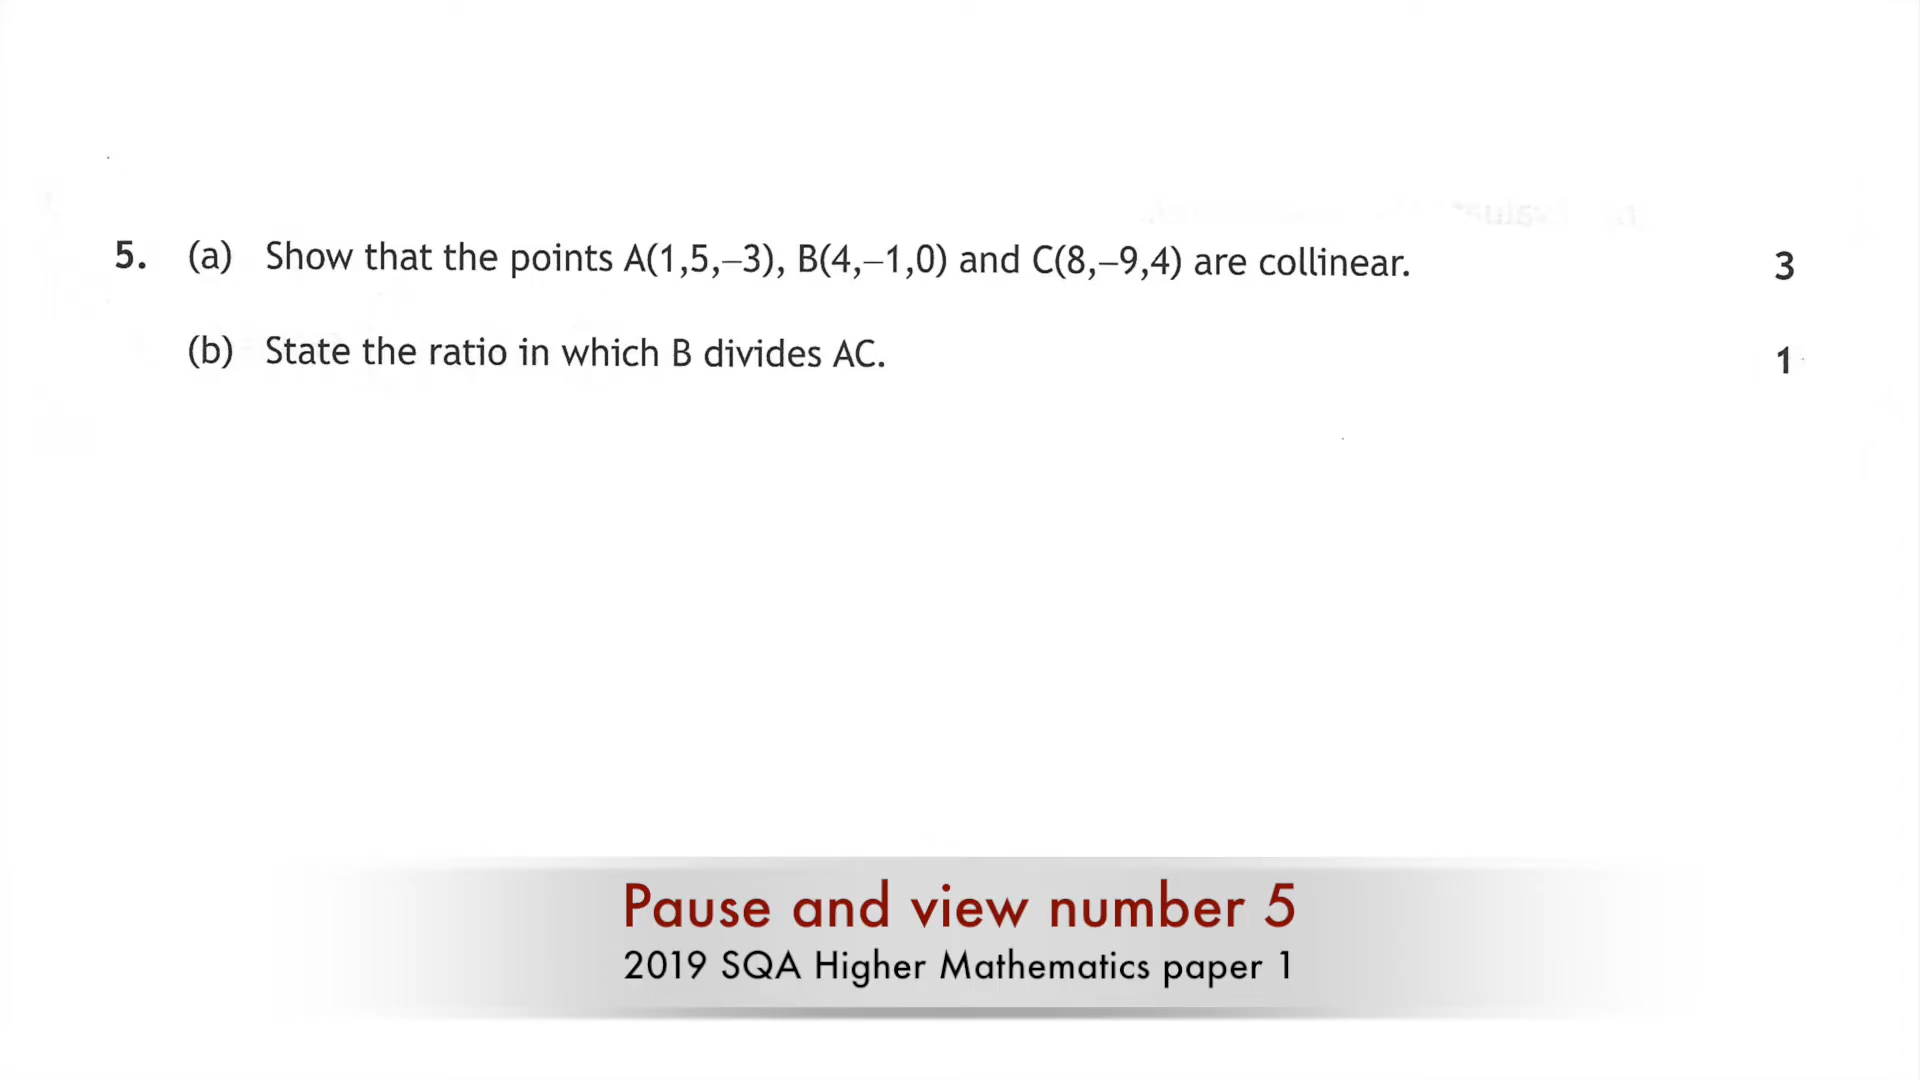 5. (a) Show that the points A(1,5,–3), B(4,–1,0) and C(8,–9,4) are collinear. 3
(b) State the ratio in which B divides AC. 1
Pause and view number 5
2019 SQA Higher Mathematics paper 1